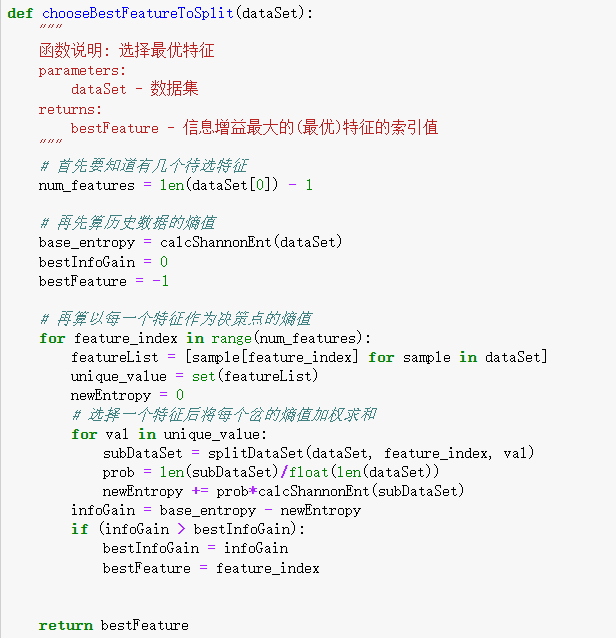 def chooseBestFeatureToSplit(dataSet):
    """
    函数说明: 选择最优特征
    parameters:
        dataSet - 数据集
    returns:
        bestFeature - 信息增益最大的(最优)特征的索引值
    """
    # 首先要知道有几个待选特征
    num_features = len(dataSet[0]) - 1

    # 再先算历史数据的熵值
    base_entropy = calcShannonEnt(dataSet)
    bestInfoGain = 0
    bestFeature = -1

    # 再算以每一个特征作为决策点的熵值
    for feature_index in range(num_features):
        featureList = [sample[feature_index] for sample in dataSet]
        unique_value = set(featureList)
        newEntropy = 0
        # 选择一个特征后将每个岔的熵值加权求和
        for val in unique_value:
            subDataSet = splitDataSet(dataSet, feature_index, val)
            prob = len(subDataSet)/float(len(dataSet))
            newEntropy += prob*calcShannonEnt(subDataSet)
        infoGain = base_entropy - newEntropy
        if (infoGain > bestInfoGain):
            bestInfoGain = infoGain
            bestFeature = feature_index


    return bestFeature